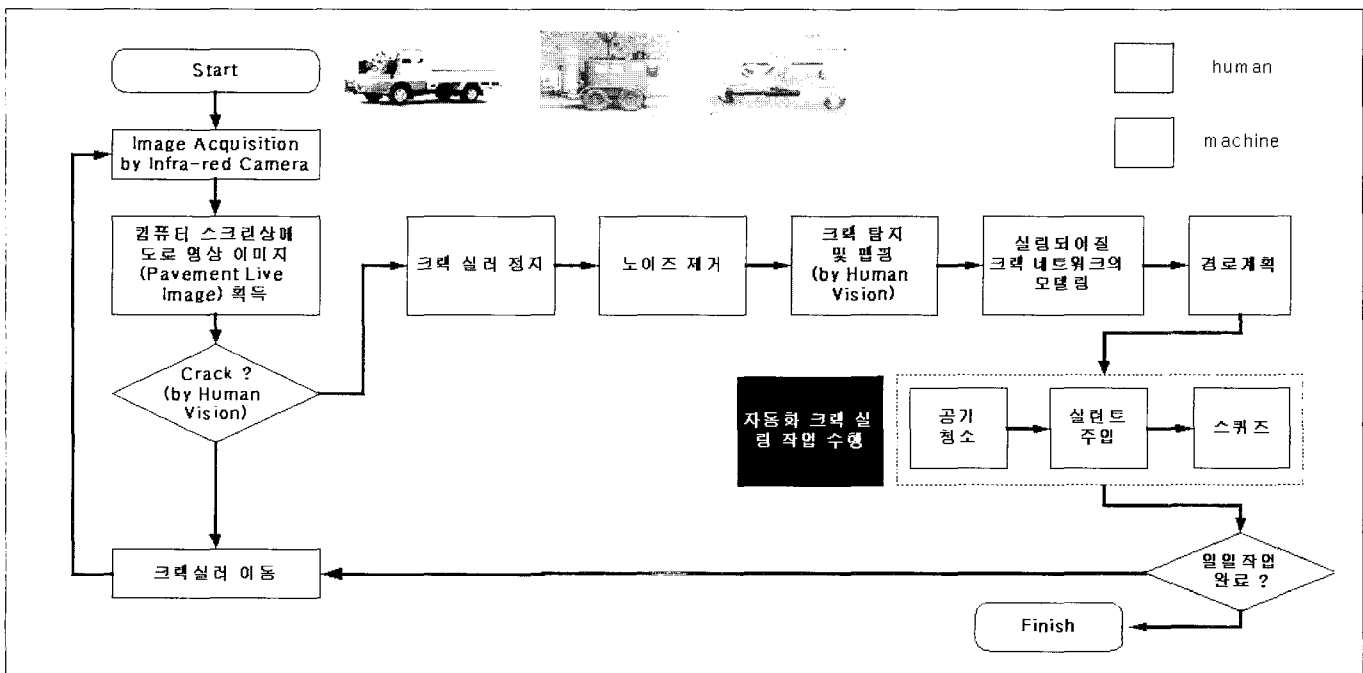 Start
human
machine
Image Acquisition
by Infra-red Camera
컴퓨터 스크린상에
도로 영상 이미지
(Pavement Live
Image) 획득
Crack ?
(by Human
Vision)
크랙 실러 정지
노이즈 제거
크랙 탐지
및 맵핑
(by Human
Vision)
실링되어질
크랙 네트워크의
모델링
경로계획
자동화 크랙 실
링 작업 수행
공기
청소
실런트
주입
스퀴즈
크랙실러 이동
일일작업
완료 ?
Finish